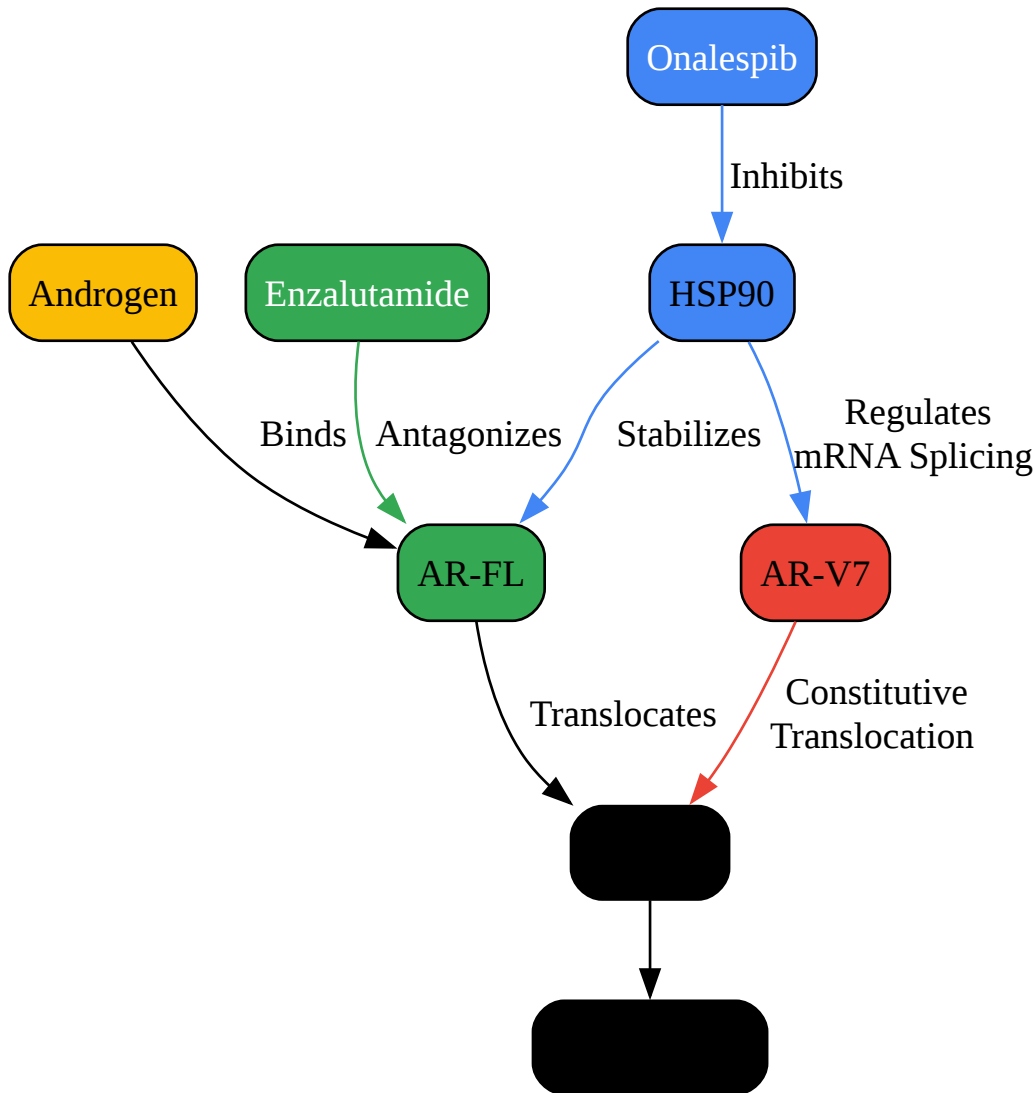 Onalespib
Inhibits
Androgen
Enzalutamide
HSP90
Binds
Antagonizes
Stabilizes
Regulates
mRNA Splicing
AR-FL
AR-V7
Translocates
Constitutive
Translocation